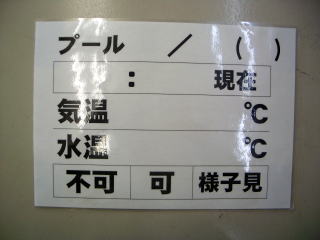 プール / ( )
: 現在
気温 ℃
水温 ℃
不可 可 様子見